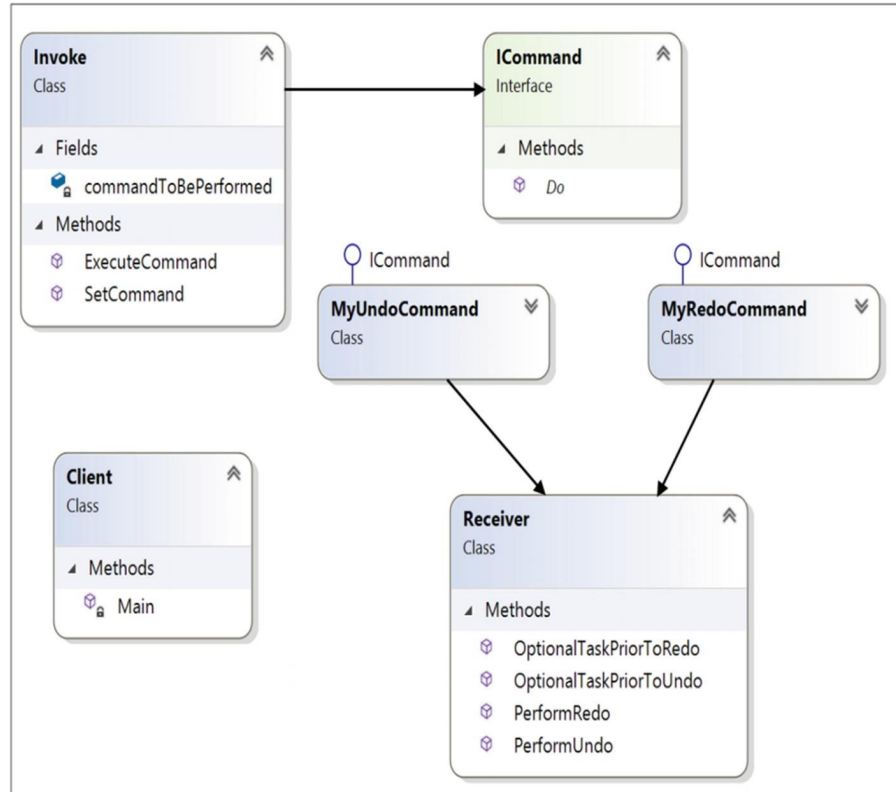 Invoke
Class
Fields
commandToBePerformed
Methods
ExecuteCommand
SetCommand
ICommand
Interface
Methods
Do
ICommand
MyUndoCommand
Class
ICommand
MyRedoCommand
Class
Client
Class
Methods
Main
Receiver
Class
Methods
OptionalTaskPriorToRedo
OptionalTaskPriorToUndo
PerformRedo
PerformUndo